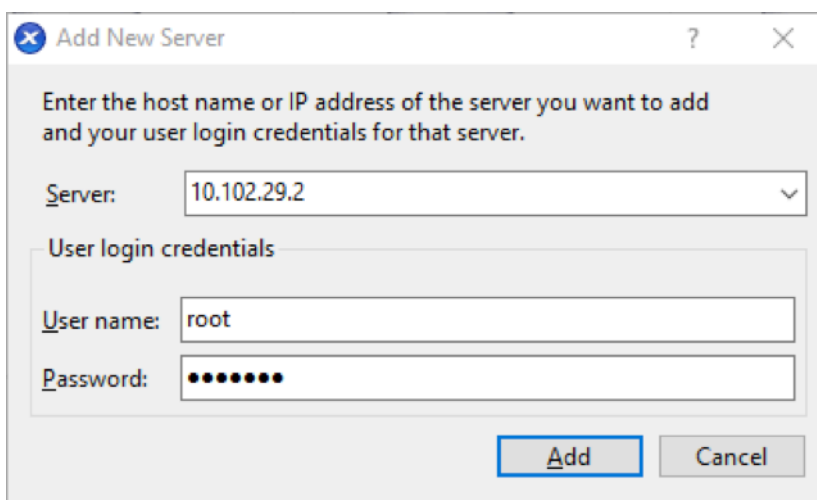 Add New Server
Enter the host name or IP address of the server you want to add
and your user login credentials for that server.
Server: 10.102.29.2
User login credentials
User name: root
Password: •••••••
Add Cancel